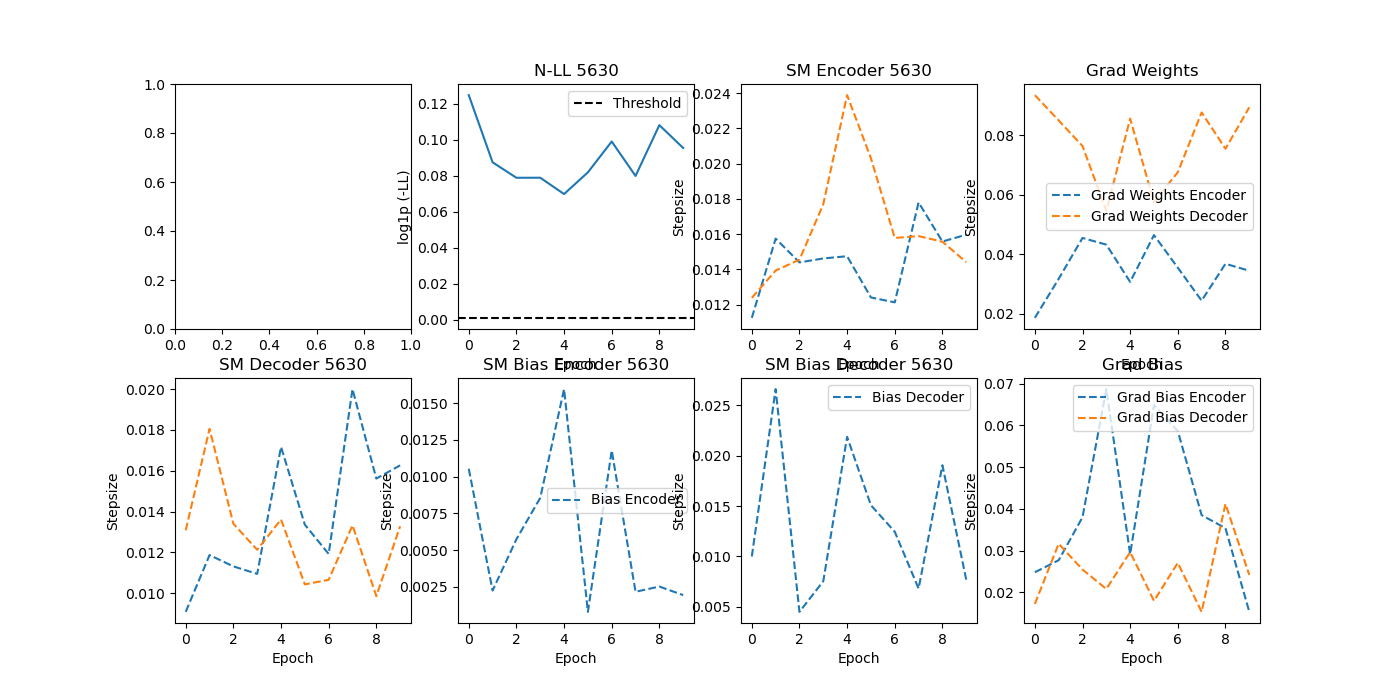 N-LL 5630
SM Encoder 5630
Grad Weights
1.0
0.8
0.6
0.4
0.2
0.0
0.0 0.2 0.4 0.6 0.8 1.0
log1p (-LL)
0.12
0.10
0.08
0.06
0.04
0.02
0.00
Threshold
0 2 4 6 8
Epoch
Stepsize
0.024
0.022
0.020
0.018
0.016
0.014
0.012
0 2 4 6 8
Epoch
Stepsize
0.08
0.06
0.04
0.02
Grad Weights Encoder
Grad Weights Decoder
0 2 4 6 8
Epoch
SM Decoder 5630
SM Bias Encoder 5630
SM Bias Decoder 5630
Grad Bias
Stepsize
0.020
0.018
0.016
0.014
0.012
0.010
0 2 4 6 8
Epoch
Stepsize
0.0150
0.0125
0.0100
0.0075
0.0050
0.0025
Bias Encoder
0 2 4 6 8
Epoch
Stepsize
0.025
0.020
0.015
0.010
0.005
Bias Decoder
0 2 4 6 8
Epoch
Stepsize
0.07
0.06
0.05
0.04
0.03
0.02
Grad Bias Encoder
Grad Bias Decoder
0 2 4 6 8
Epoch